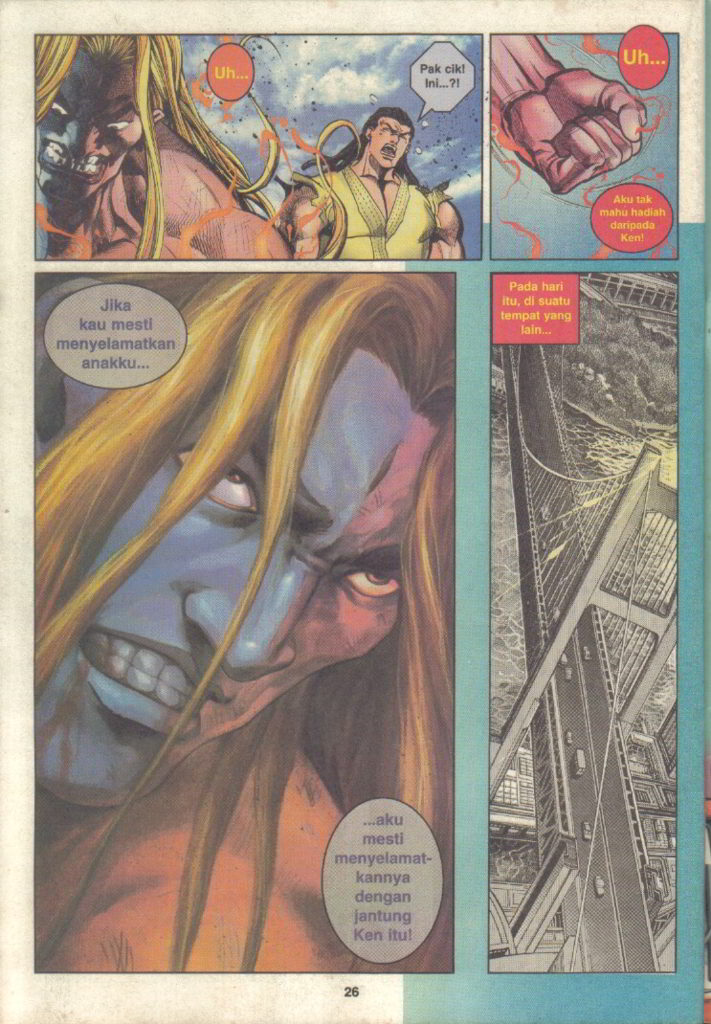 Uh...
Pak cik!
Ini...?!
Uh...
Aku tak
mahu hadiah
daripada
Ken!
Jika
kau mesti
menyelamatkan
anakku...
...aku
mesti
menyelamat-
kannya
dengan
jantung
Ken itu!
Pada hari
itu, di suatu
tempat yang
lain...
26